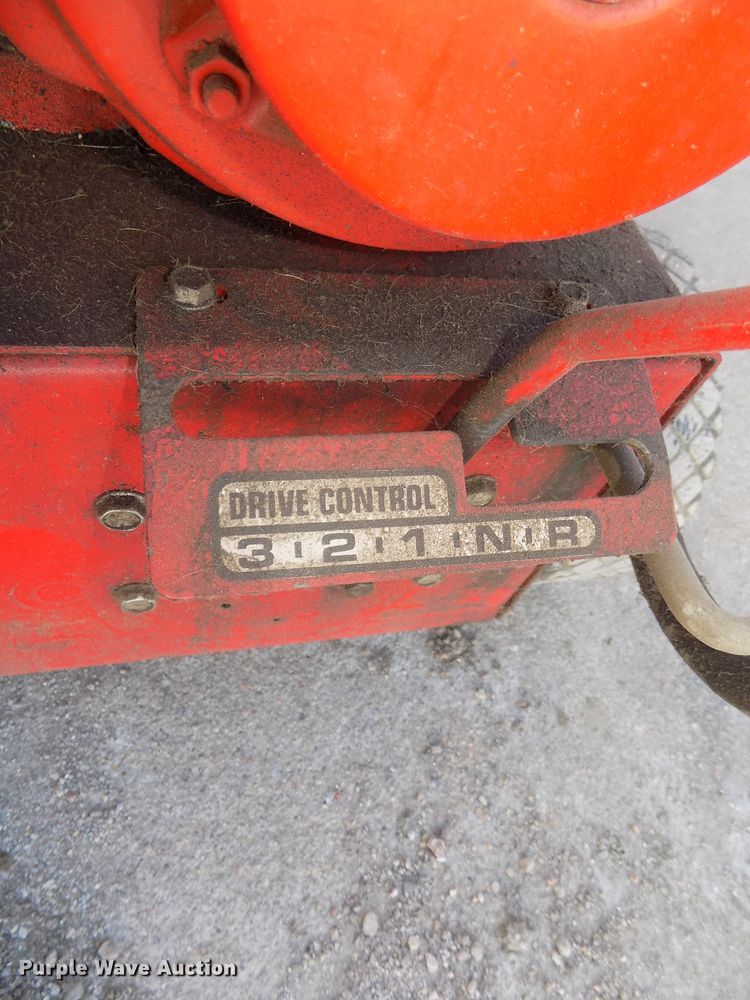 DRIVE CONTROL
3 2 1 N R
Purple Wave Auction